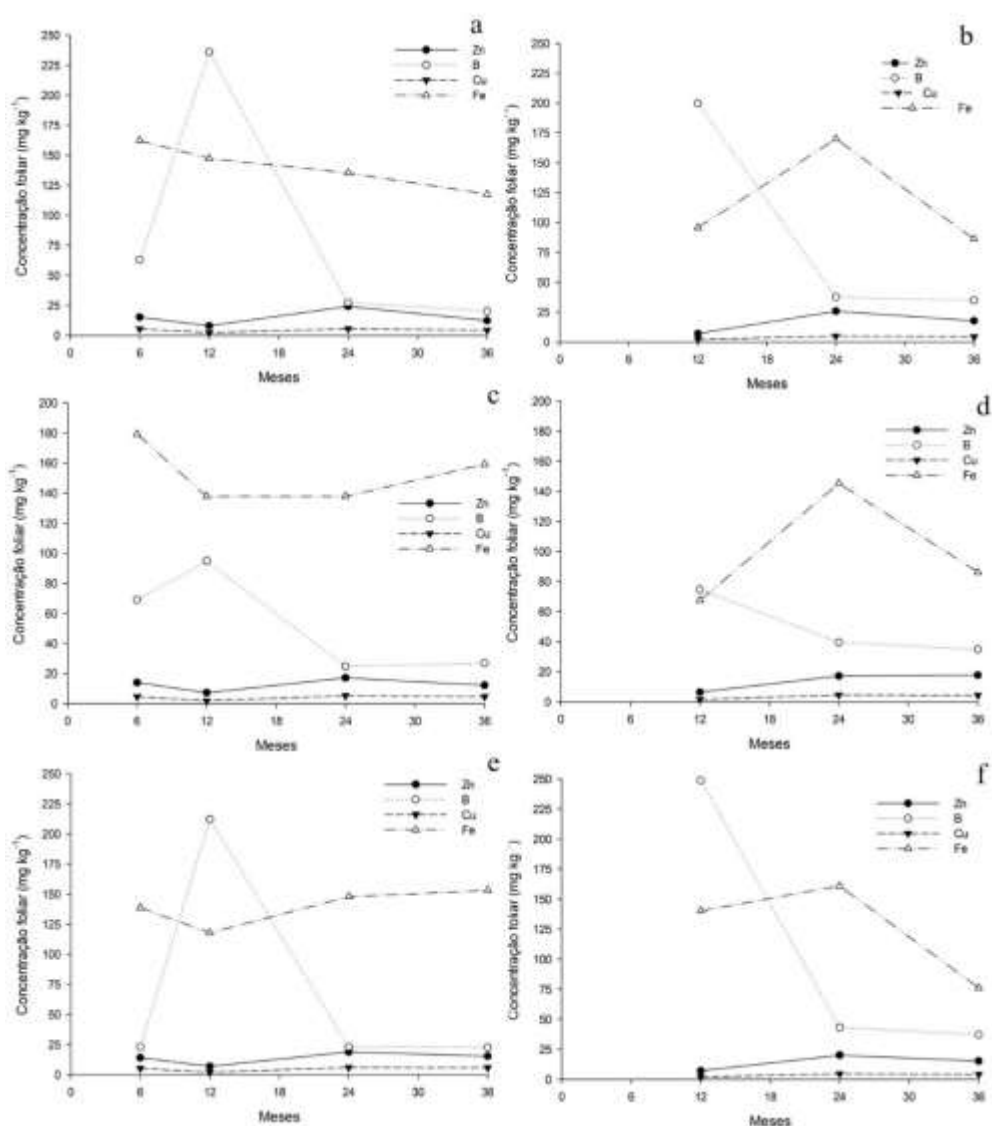 a
Concentração foliar (mg kg⁻¹)
250
225
200
175
150
125
100
75
50
25
0
Zn
B
Cu
Fe
0 6 12 18 24 30 36
Meses
b
Concentração foliar (mg kg⁻¹)
250
225
200
175
150
125
100
75
50
25
0
Zn
B
Cu
Fe
0 6 12 18 24 30 36
Meses
c
Concentração foliar (mg kg⁻¹)
200
180
160
140
120
100
80
60
40
20
0
Zn
B
Cu
Fe
0 6 12 18 24 30 36
Meses
d
Concentração foliar (mg kg⁻¹)
200
180
160
140
120
100
80
60
40
20
0
Zn
B
Cu
Fe
0 6 12 18 24 30 36
Meses
e
Concentração foliar (mg kg⁻¹)
250
225
200
175
150
125
100
75
50
25
0
Zn
B
Cu
Fe
0 6 12 18 24 30 36
Meses
f
Concentração foliar (mg kg⁻¹)
250
225
200
175
150
125
100
75
50
25
0
Zn
B
Cu
Fe
0 6 12 18 24 30 36
Meses